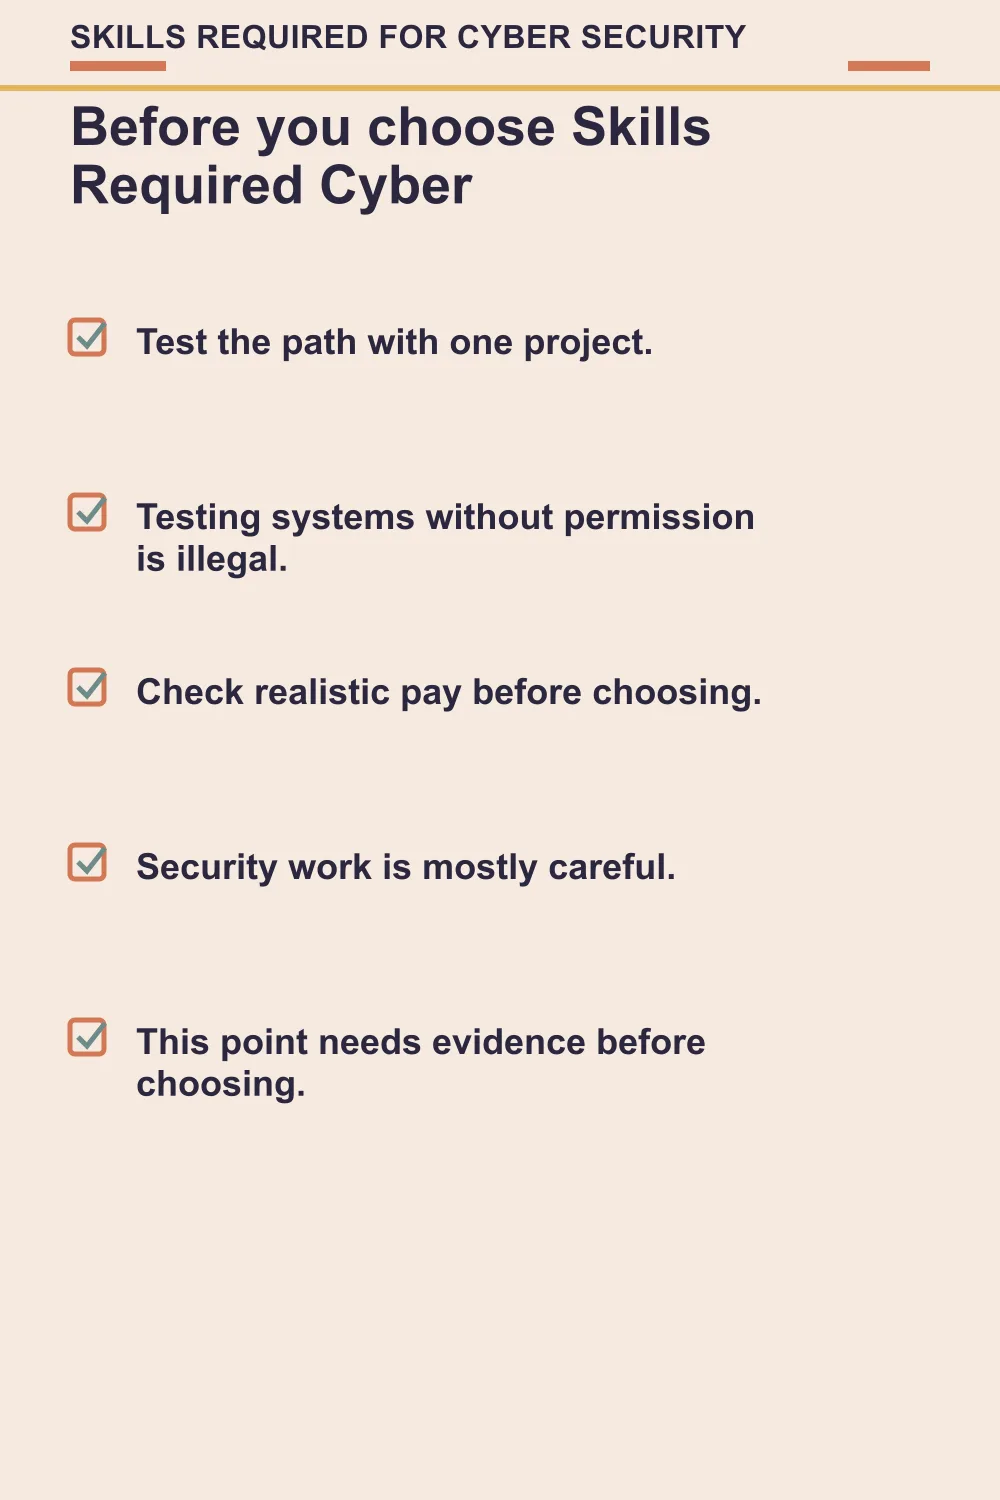 SKILLS REQUIRED FOR CYBER SECURITY
Before you choose Skills
Required Cyber
Test the path with one project.
Testing systems without permission
is illegal.
Check realistic pay before choosing.
Security work is mostly careful.
This point needs evidence before
choosing.